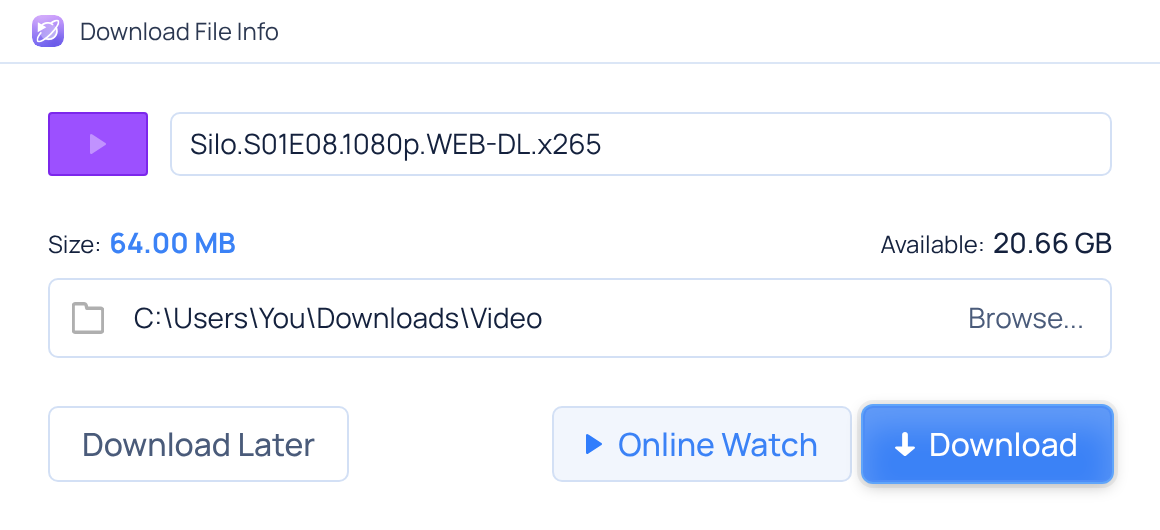 Download File Info
Silo.S01E08.1080p.WEB-DL.x265
Size: 64.00 MB Available: 20.66 GB
C:\Users\You\Downloads\Video Browse...
Download Later Online Watch Download